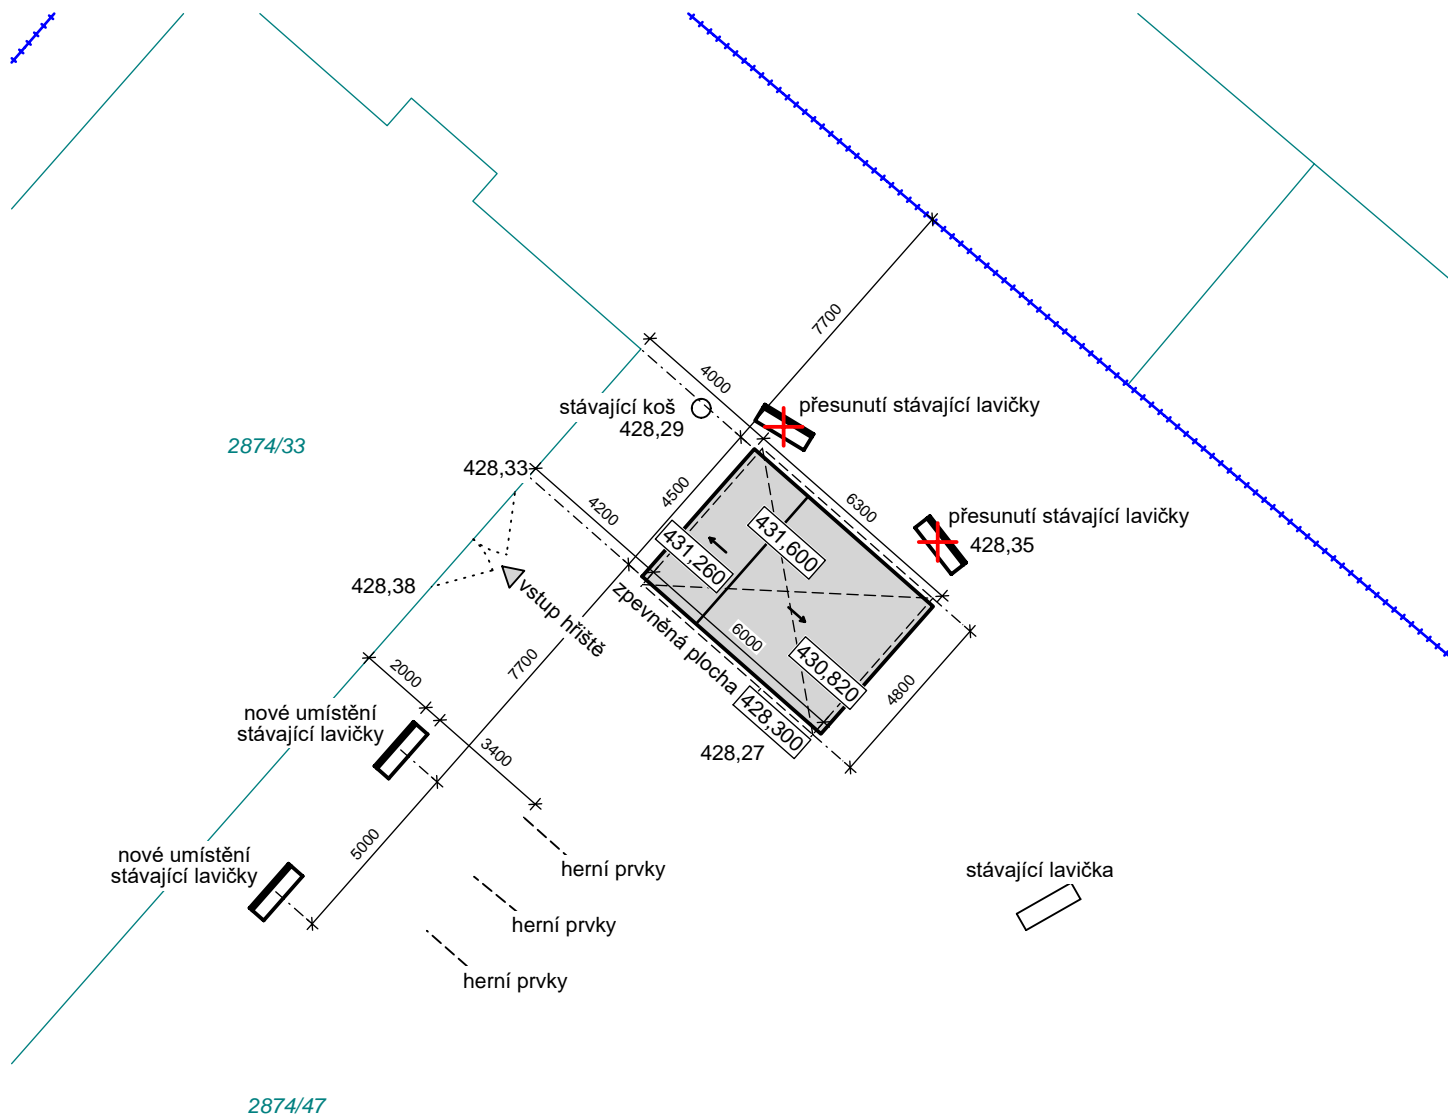 7700
4000
přesunutí stávající lavičky
stávající koš
428,29
2874/33
428,33
4200
4500
6300
přesunutí stávající lavičky
428,35
431,600
431,260
428,38
vstup hřiště
zpevněná plocha
6000
7700
2000
430,820
4800
nové umístění
stávající lavičky
428,300
428,27
3400
5000
nové umístění
stávající lavičky
herní prvky
stávající lavička
herní prvky
herní prvky
2874/47